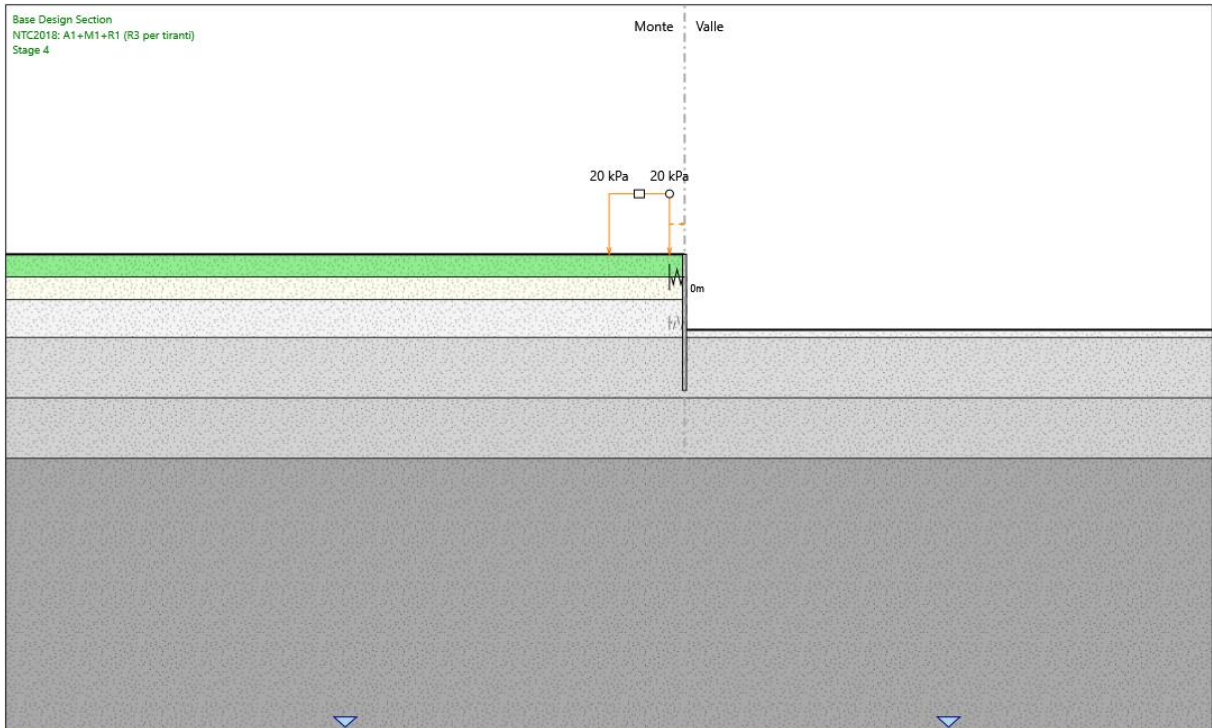 Base Design Section
NTC2018: A1+M1+R1 (R3 per tiranti)
Stage 4
Monte
Valle
20 kPa
20 kPa
0m